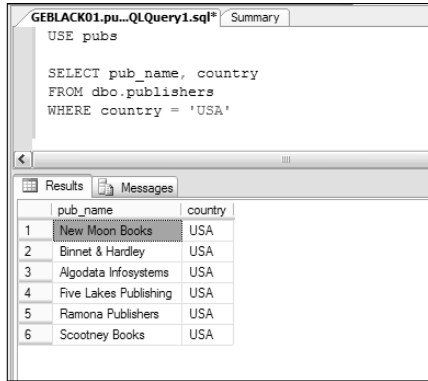 GEBLACK01.pu...QLQuery1.sql* Summary
USE pubs
SELECT pub_name, country
FROM dbo.publishers
WHERE country = 'USA'
Results Messages
pub_name country
1 New Moon Books USA
2 Binnet & Hardley USA
3 Algodata Infosystems USA
4 Five Lakes Publishing USA
5 Ramona Publishers USA
6 Scootney Books USA